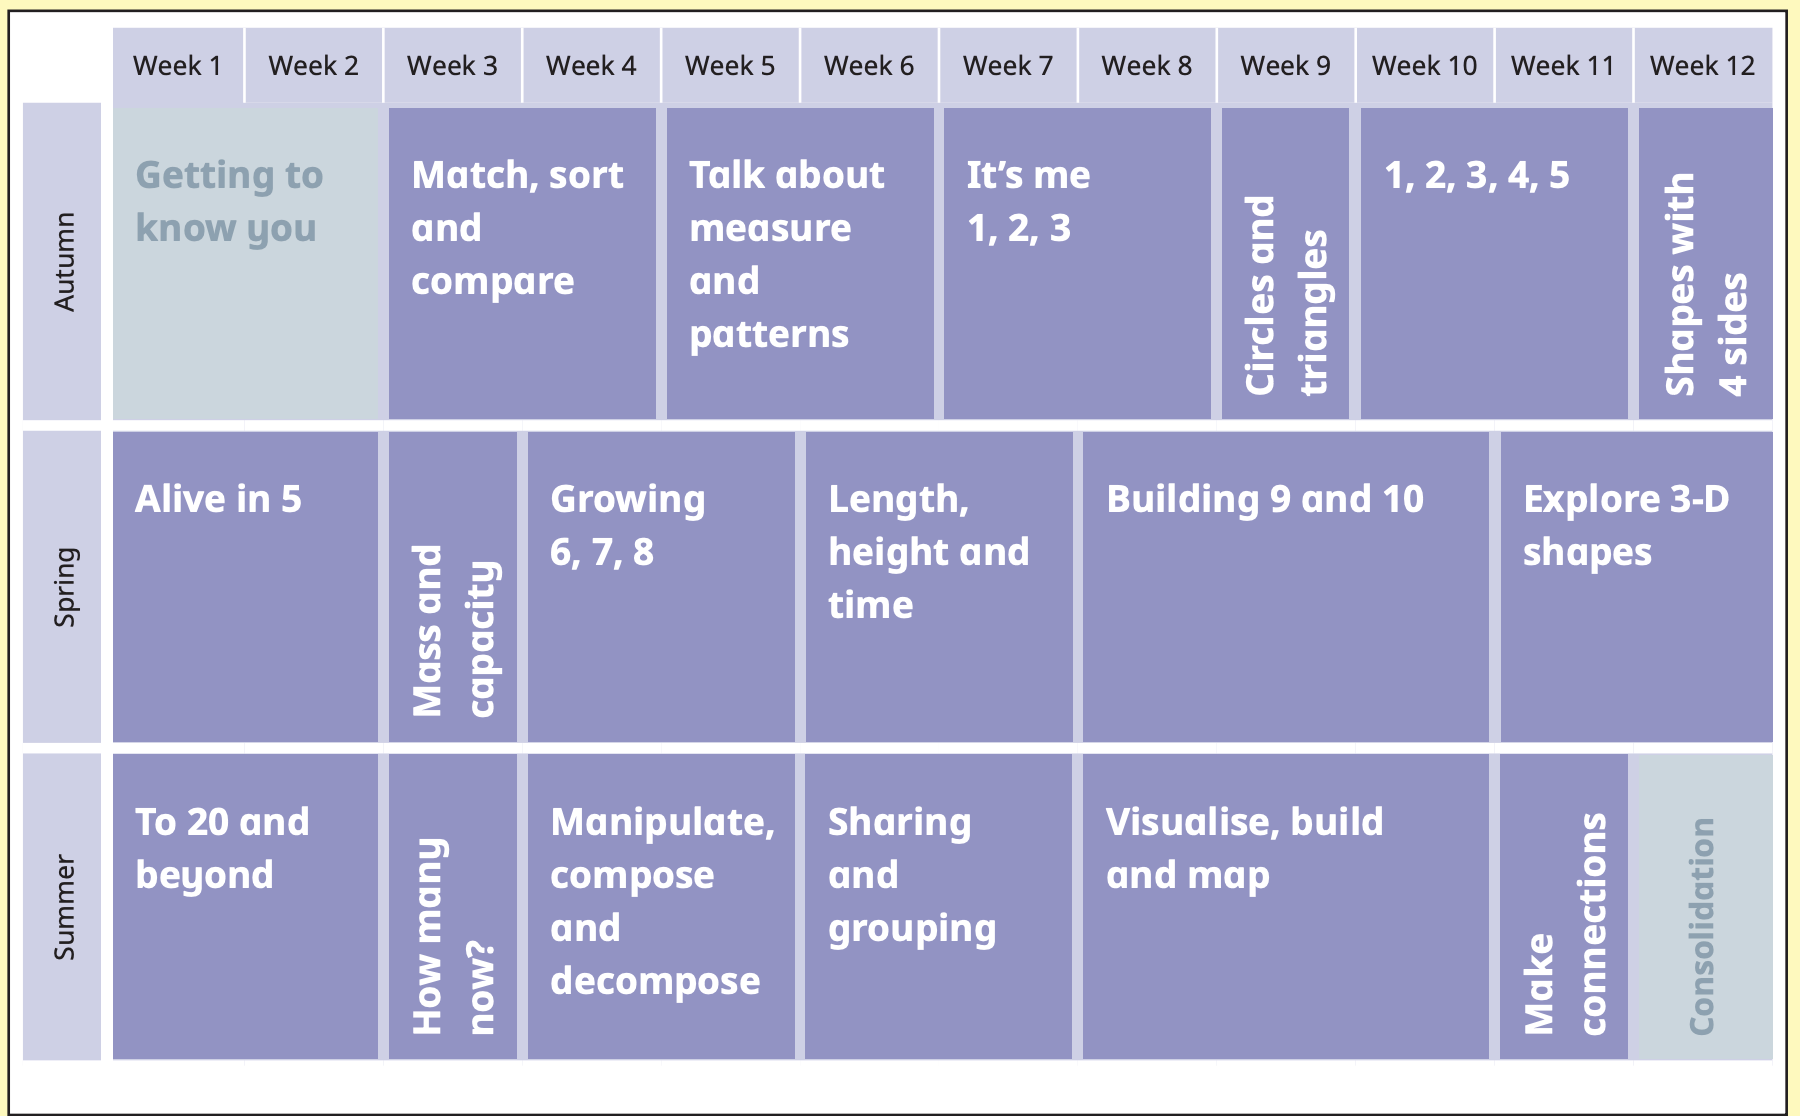 Week 1
Week 2
Week 3
Week 4
Week 5
Week 6
Week 7
Week 8
Week 9
Week 10
Week 11
Week 12
Autumn
Getting to
know you
Match, sort
and
compare
Talk about
measure
and
patterns
It’s me
1, 2, 3
Circles and
triangles
1, 2, 3, 4, 5
Shapes with
4 sides
Spring
Alive in 5
Mass and
capacity
Growing
6, 7, 8
Length,
height and
time
Building 9 and 10
Explore 3-D
shapes
Summer
To 20 and
beyond
How many
now?
Manipulate,
compose
and
decompose
Sharing
and
grouping
Visualise, build
and map
Make
connections
Consolidation